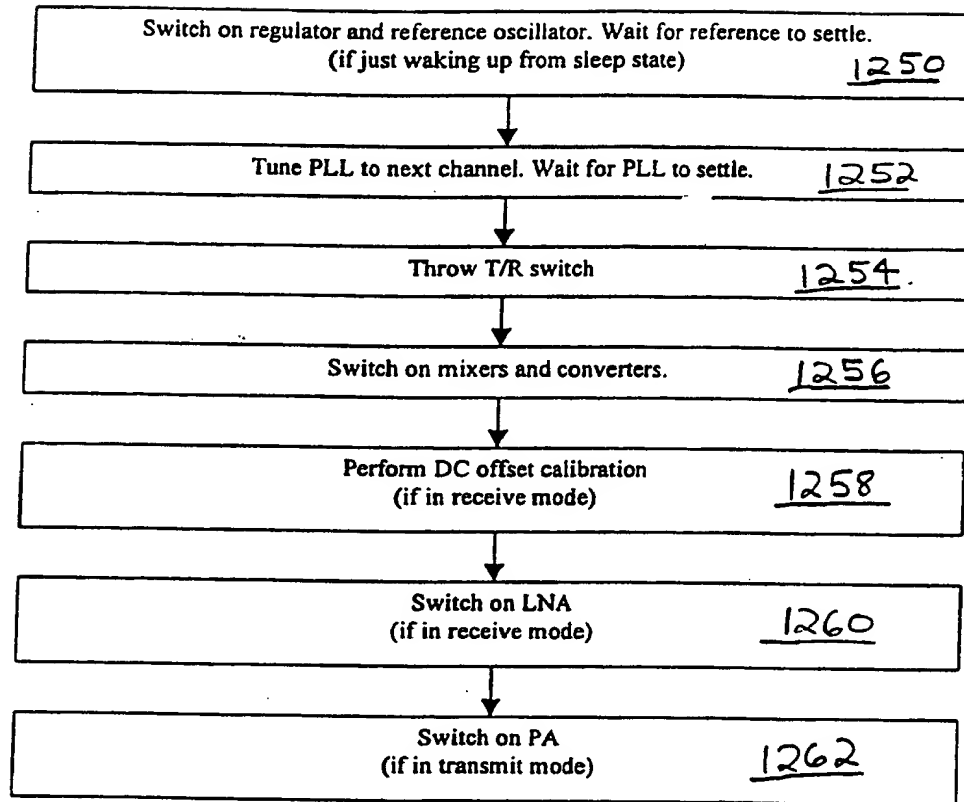 Switch on regulator and reference oscillator. Wait for reference to settle.
(if just waking up from sleep state) 1250
Tune PLL to next channel. Wait for PLL to settle. 1252
Throw T/R switch 1254.
Switch on mixers and converters. 1256
Perform DC offset calibration
(if in receive mode) 1258
Switch on LNA
(if in receive mode) 1260
Switch on PA
(if in transmit mode) 1262